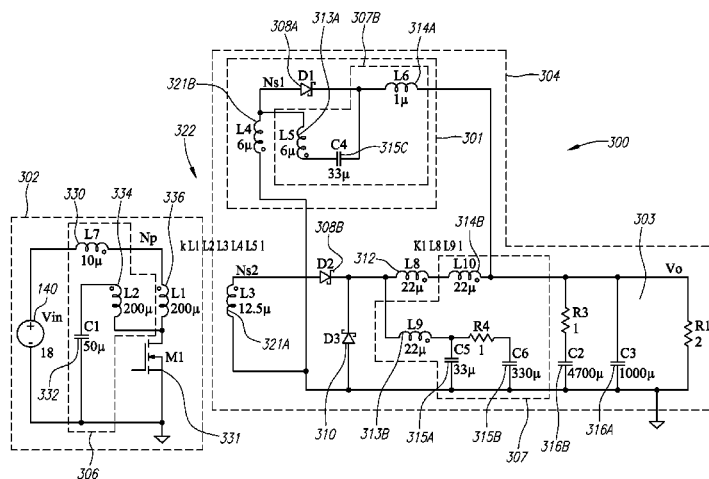 308A
313A
307B
314A
321B
Ns1
D1
L6
1μ
304
L4
6μ
L5
6μ
C4
33μ
315C
301
322
300
302
330
334
336
L7
10μ
Np
k L1 L2 L3 L4 L5 1
308B
312
K1 L8 L9 1
314B
D2
L8
22μ
L10
22μ
303
Vo
Ns2
L3
12.5μ
321A
140
Vin
18
L2
200μ
L1
200μ
C1
50μ
M1
332
331
306
D3
L9
22μ
R4
1
C5
33μ
C6
330μ
R3
1
C2
4700μ
C3
1000μ
R1
2
310
313B
315A
315B
307
316B
316A